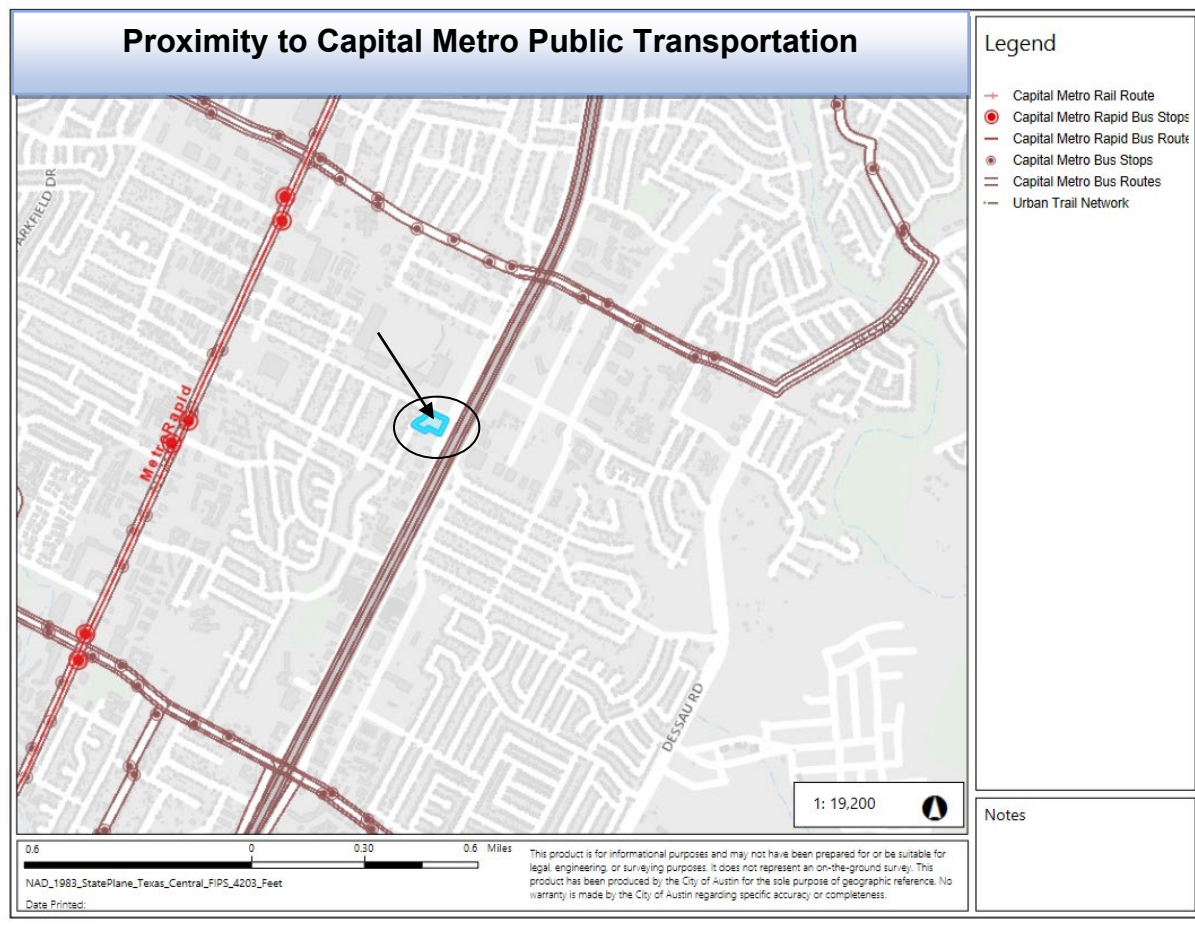 Proximity to Capital Metro Public Transportation
Legend
Capital Metro Rail Route
Capital Metro Rapid Bus Stops
Capital Metro Rapid Bus Route
Capital Metro Bus Stops
Capital Metro Bus Routes
Urban Trail Network
ARKFIELD DR
MetroRapid
DESSAU RD
1: 19,200
Notes
0.6 0 0.30 0.6 Miles
NAD_1983_StatePlane_Texas_Central_FIPS_4203_Feet
Date Printed:
This product is for informational purposes and may not have been prepared for or be suitable for
legal, engineering, or surveying purposes. It does not represent an on-the-ground survey. This
product has been produced by the City of Austin for the sole purpose of geographic reference. No
warranty is made by the City of Austin regarding specific accuracy or completeness.